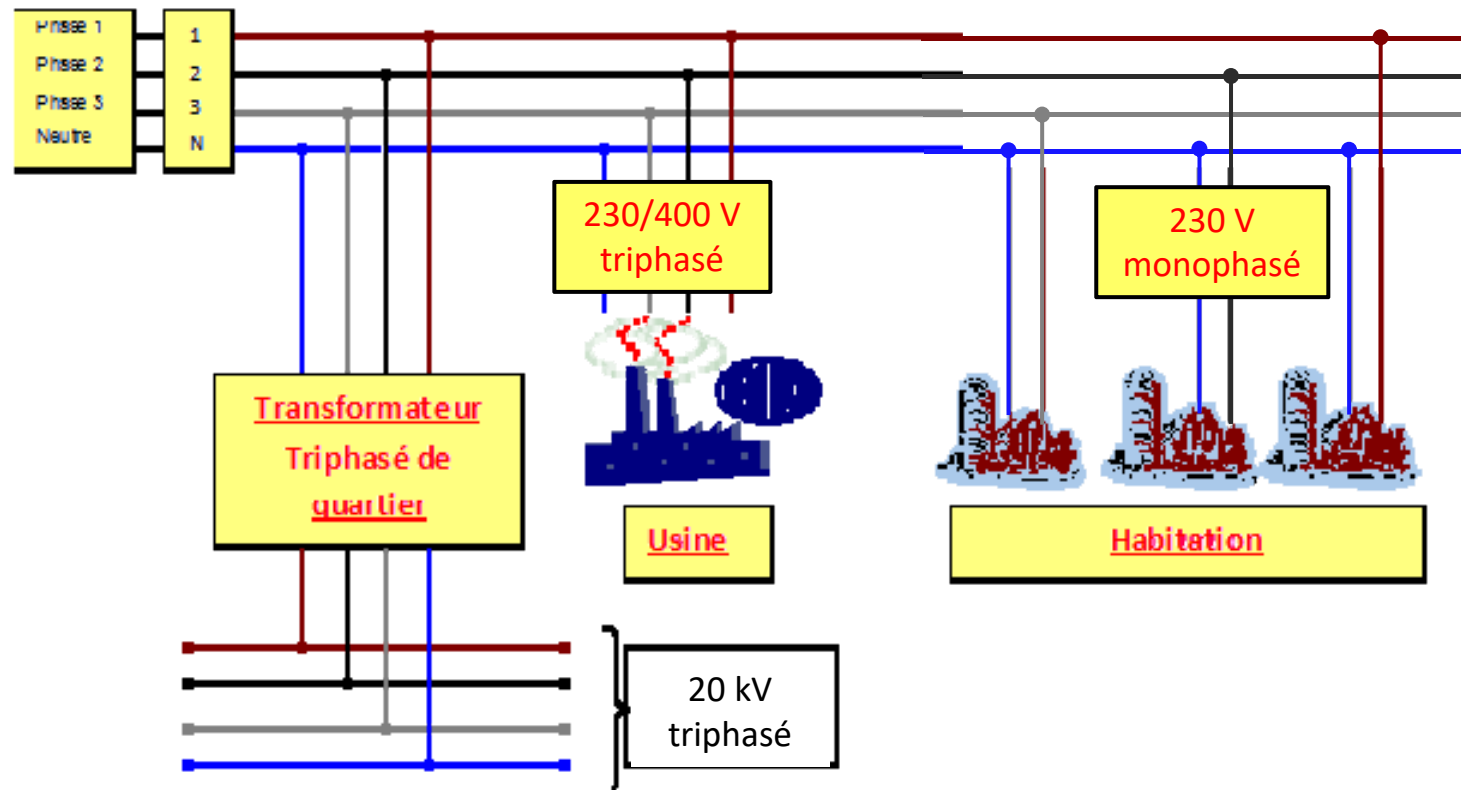 Phase 1
Phase 2
Phase 3
Neutre
1
2
3
N
230/400 V
triphasé
230 V
monophasé
Transformateur
Triphasé de
quartier
Usine
Habitation
20 kV
triphasé